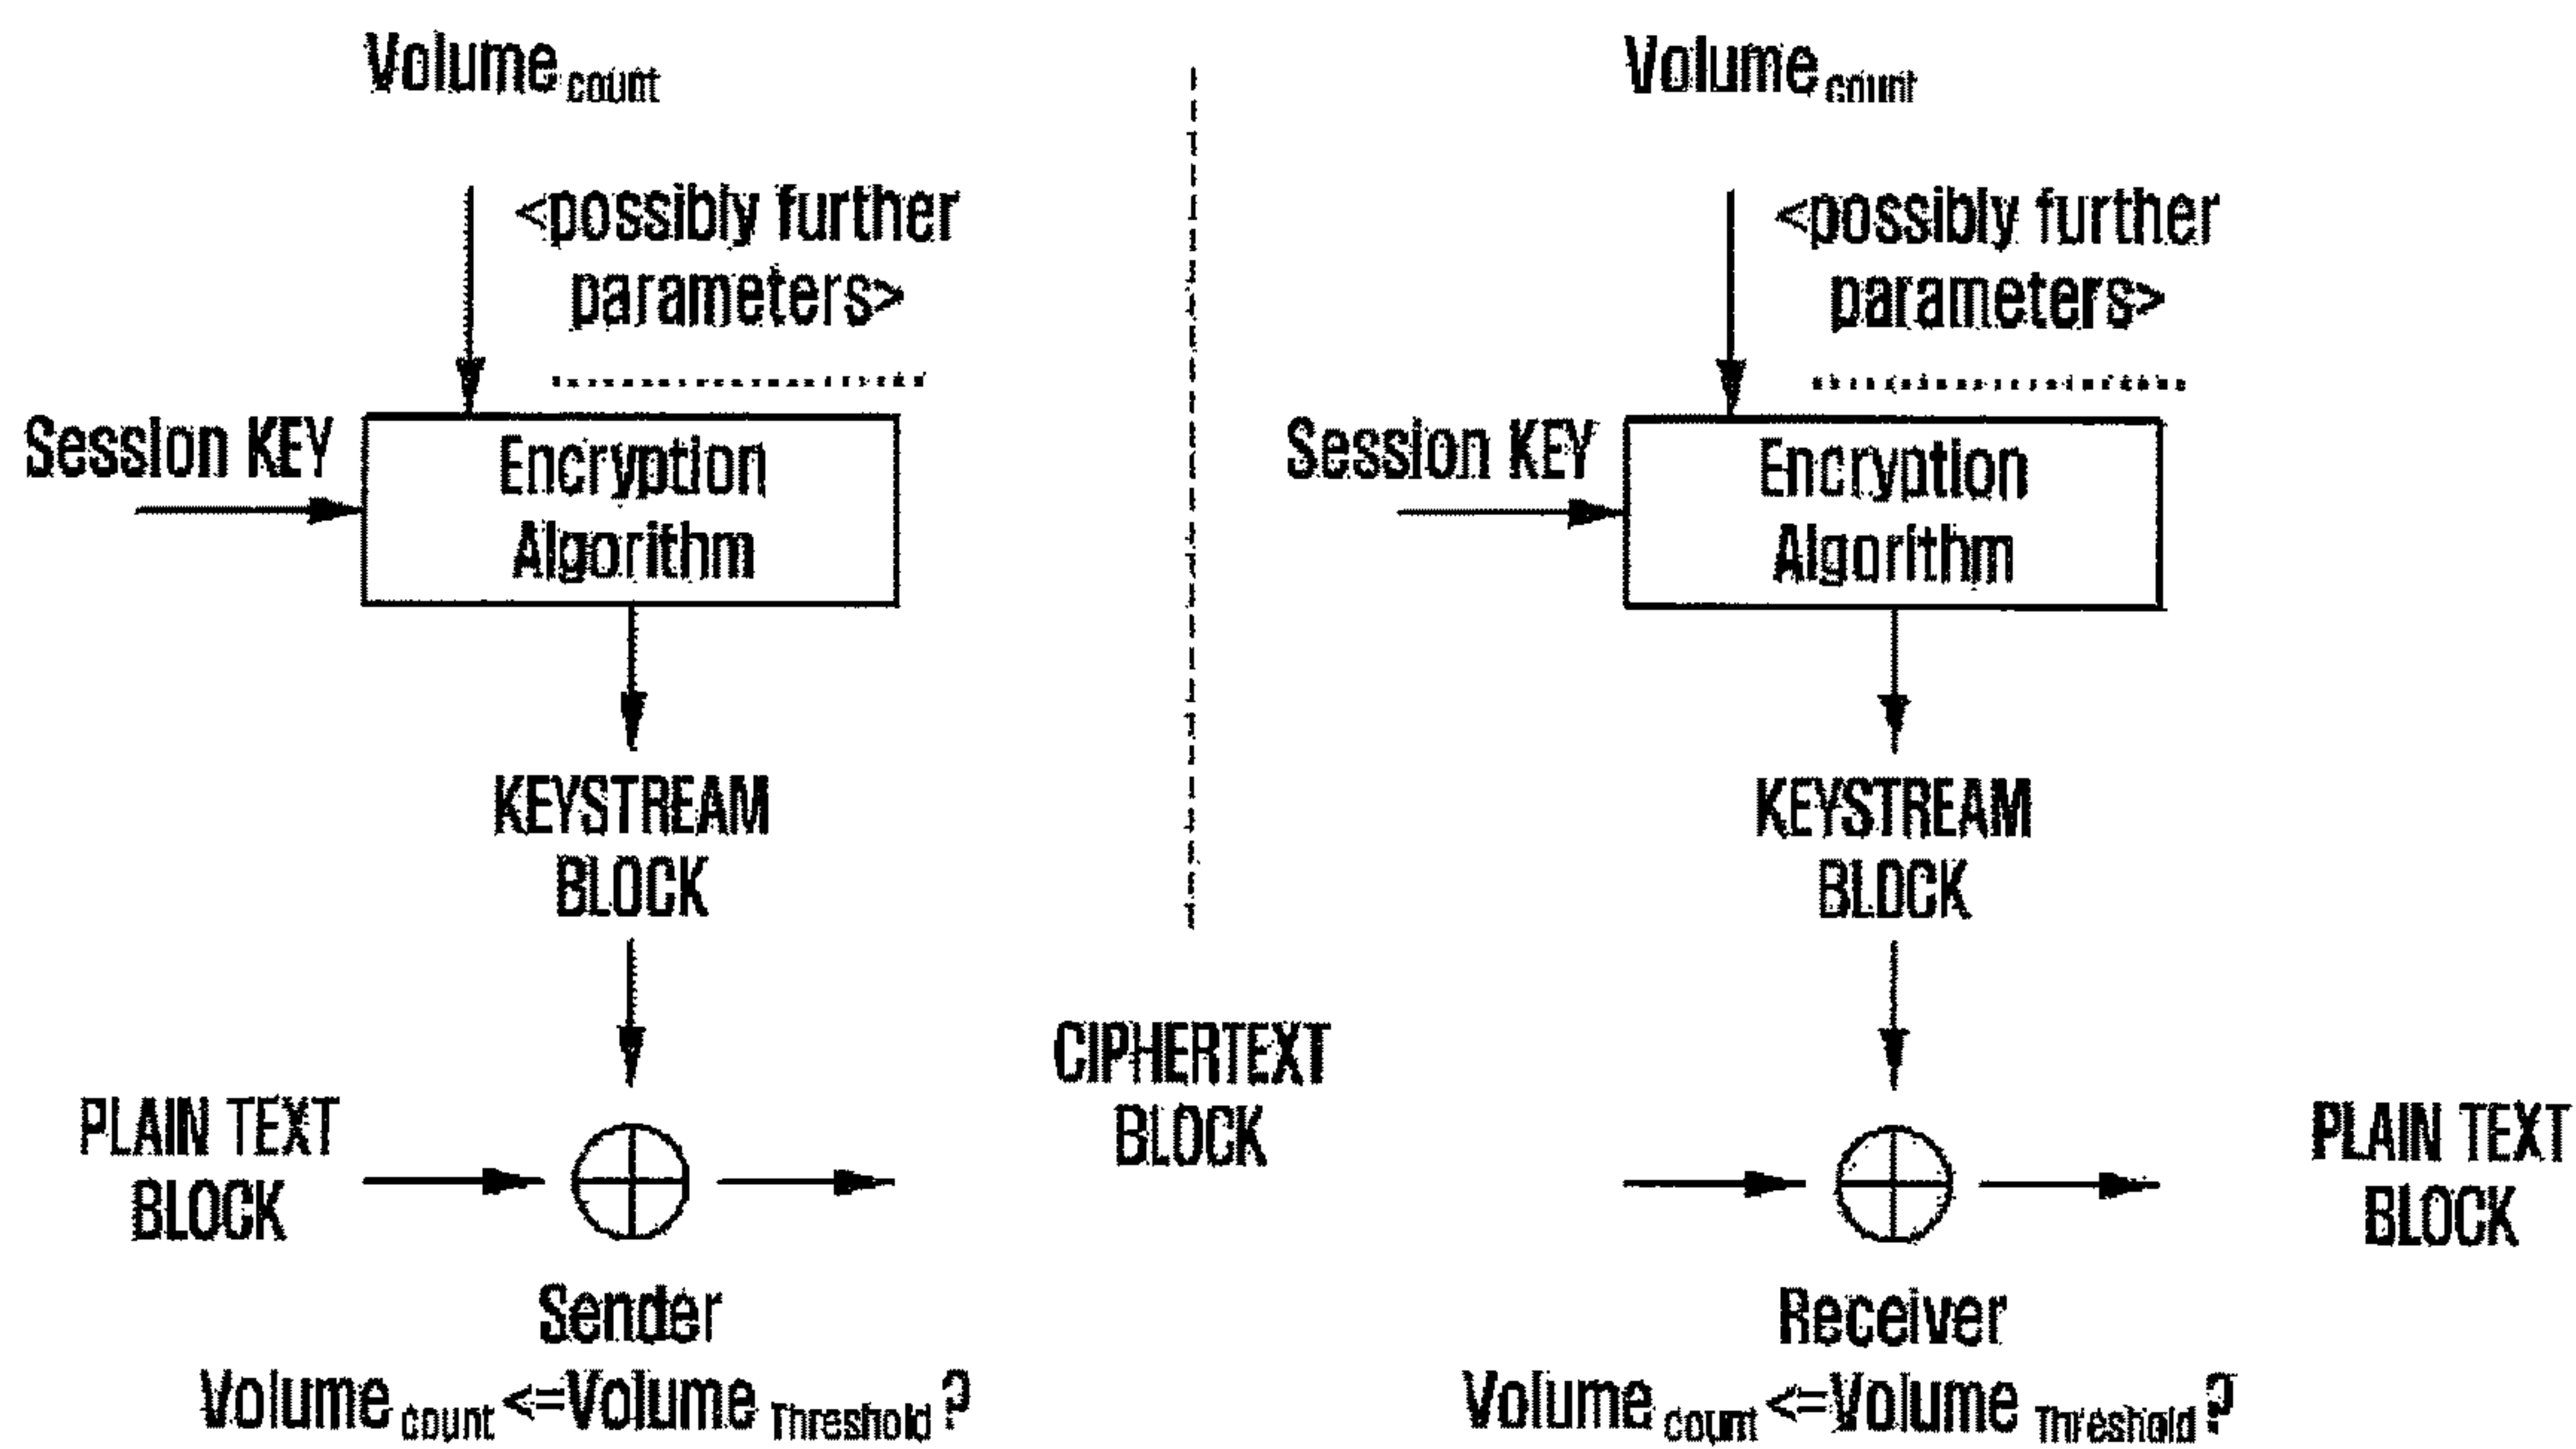 Volume count
<possibly further
parameters>
Session KEY
Encryption
Algorithm
KEYSTREAM
BLOCK
PLAIN TEXT
BLOCK
Sender
Volume count <=Volume Threshold ?
CIPHERTEXT
BLOCK
Volume count
<possibly further
parameters>
Session KEY
Encryption
Algorithm
KEYSTREAM
BLOCK
PLAIN TEXT
BLOCK
Receiver
Volume count <=Volume Threshold ?